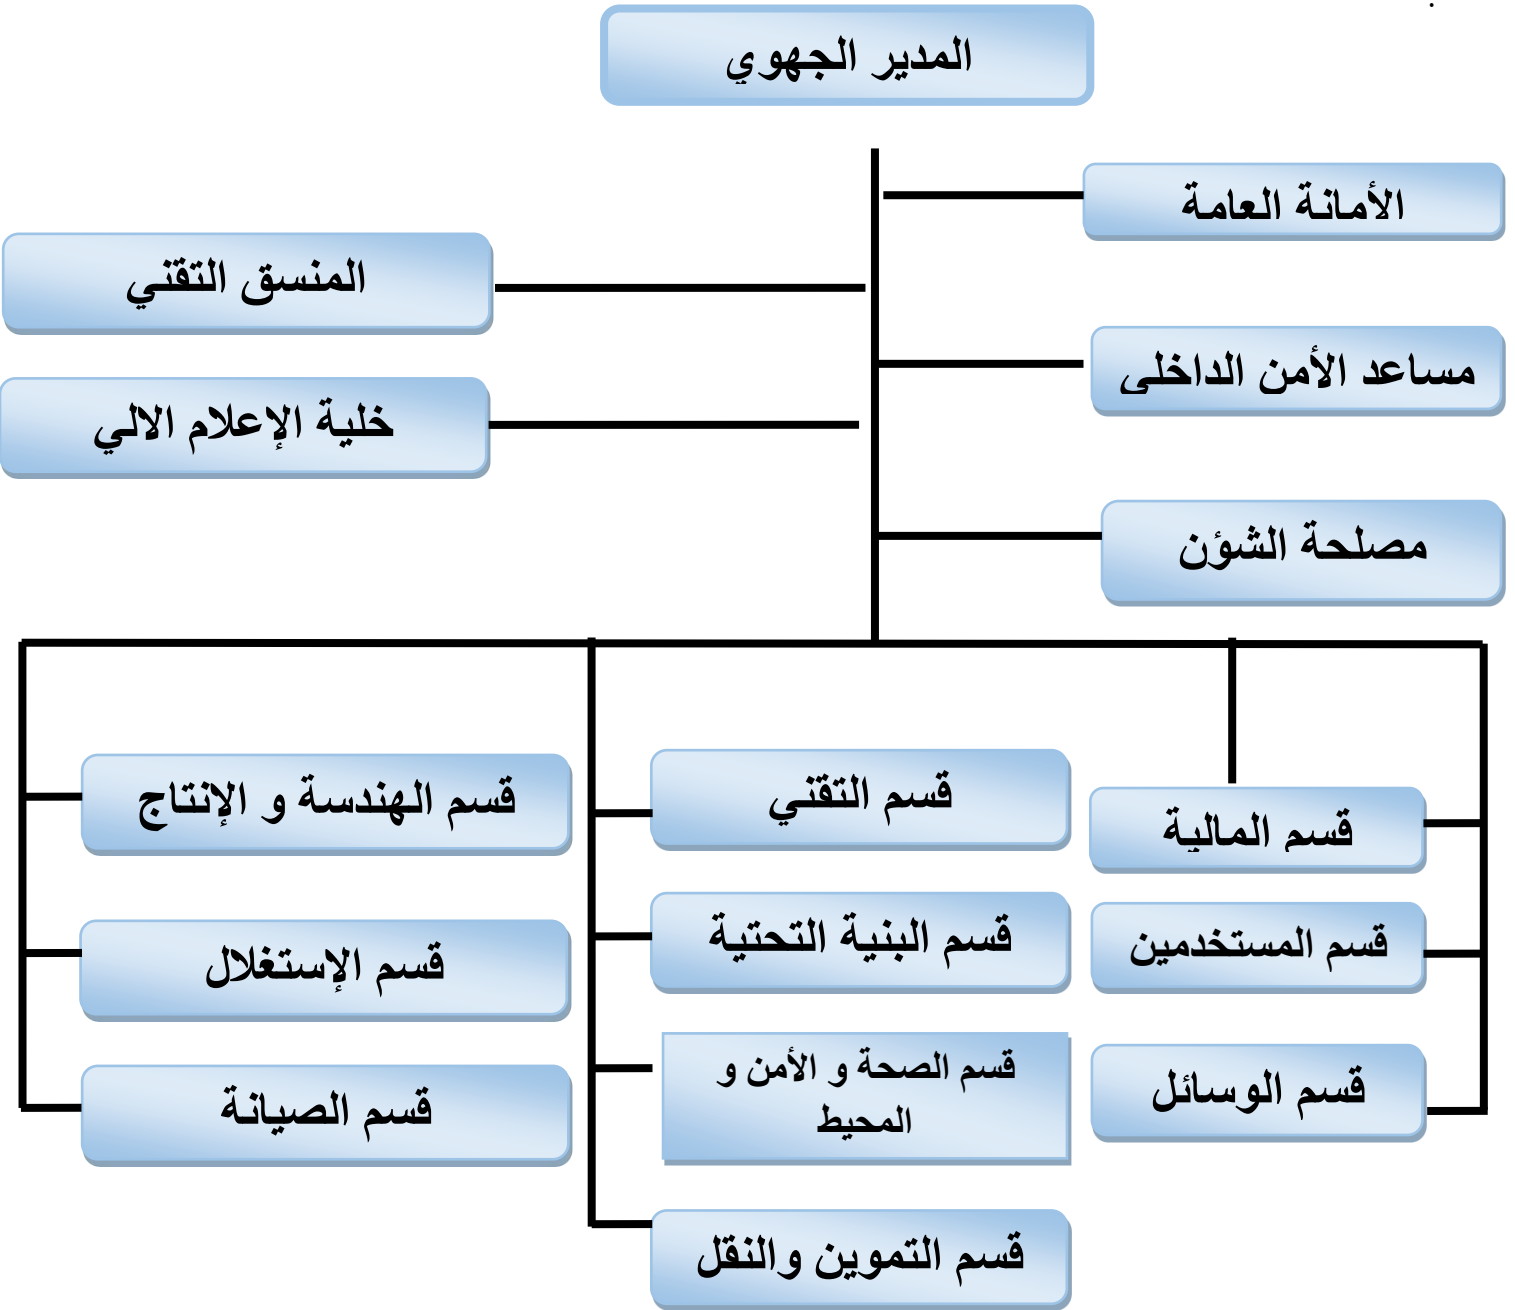 المدير الجهوي
الأمانة العامة
المنسق التقني
مساعد الأمن الداخلي
خلية الإعلام الالي
مصلحة الشؤن
قسم المالية
قسم المستخدمين
قسم الوسائل
قسم التقني
قسم البنية التحتية
قسم الصحة و الأمن و
المحيط
قسم التموين والنقل
قسم الهندسة و الإنتاج
قسم الإستغلال
قسم الصيانة